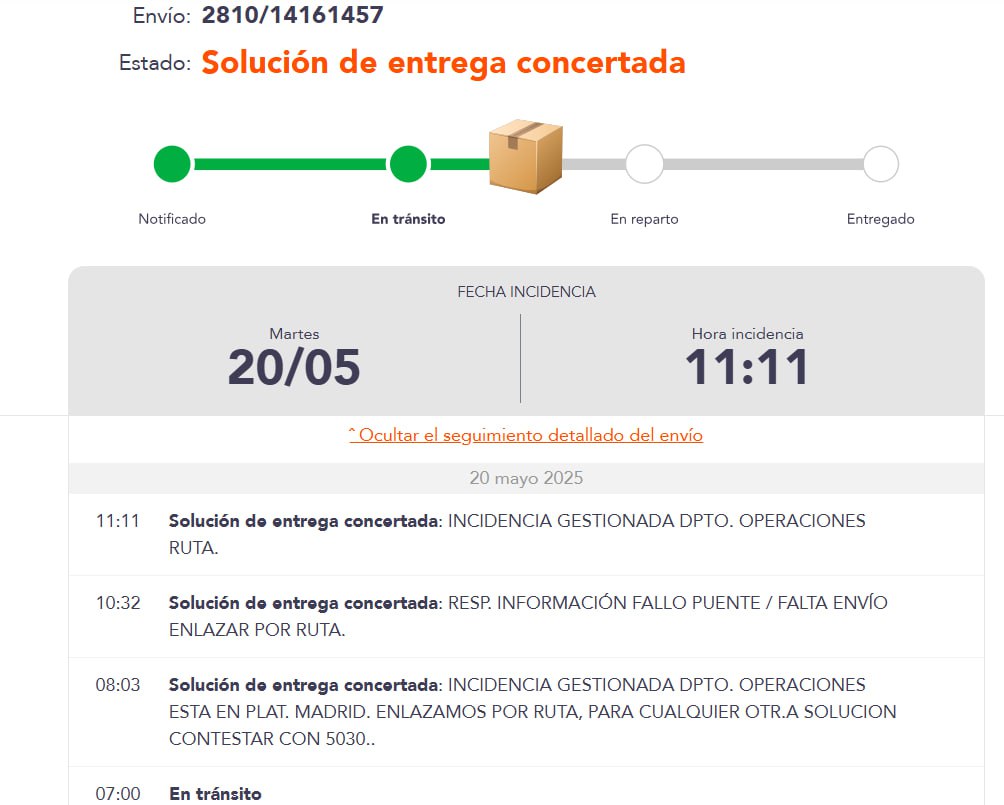 Envío: 2810/14161457
Estado: Solución de entrega concertada
Notificado
En tránsito
En reparto
Entregado
FECHA INCIDENCIA
Martes
20/05
Hora incidencia
11:11
ˆ Ocultar el seguimiento detallado del envío
20 mayo 2025
11:11 Solución de entrega concertada: INCIDENCIA GESTIONADA DPTO. OPERACIONES
RUTA.
10:32 Solución de entrega concertada: RESP. INFORMACIÓN FALLO PUENTE / FALTA ENVÍO
ENLAZAR POR RUTA.
08:03 Solución de entrega concertada: INCIDENCIA GESTIONADA DPTO. OPERACIONES
ESTA EN PLAT. MADRID. ENLAZAMOS POR RUTA, PARA CUALQUIER OTR.A SOLUCION
CONTESTAR CON 5030..
07:00 En tránsito